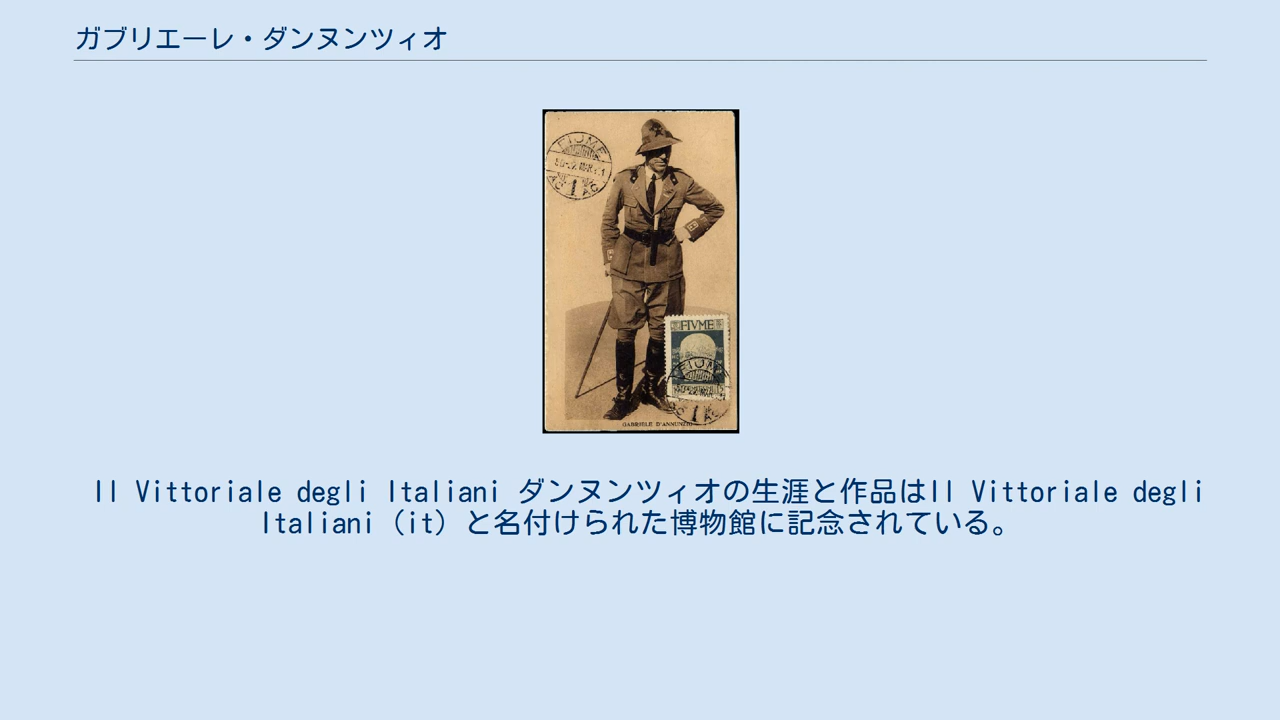 ガブリエーレ・ダンヌンツィオ
FIUME
FIVME
FIUME
GABRIELE D'ANNUNZIO
Il Vittoriale degli Italiani ダンヌンツィオの生涯と作品はIl Vittoriale degli
Italiani（it）と名付けられた博物館に記念されている。